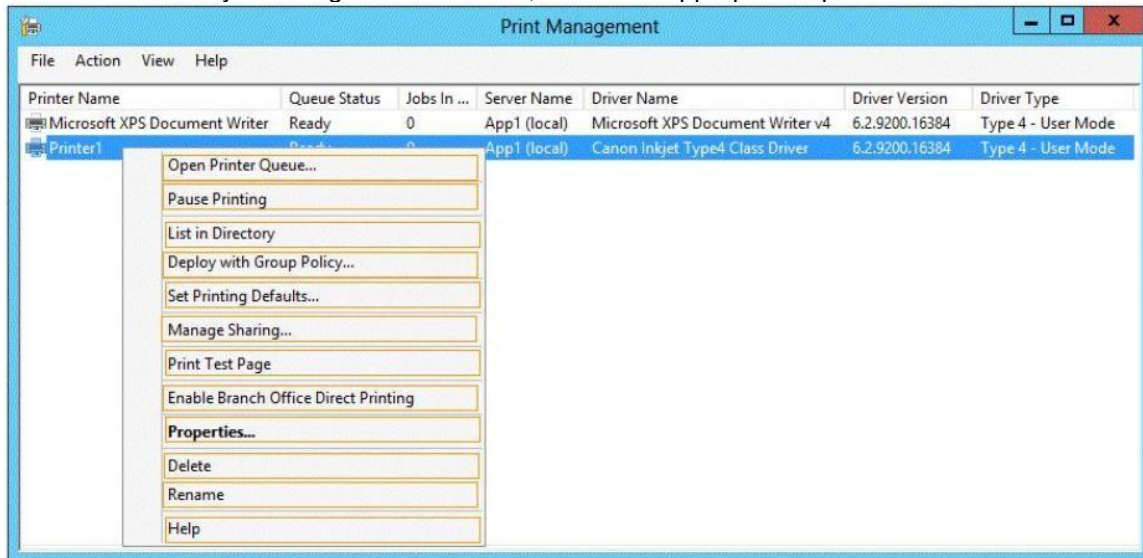 Print Management
File Action View Help
Printer Name Queue Status Jobs In ... Server Name Driver Name Driver Version Driver Type
Microsoft XPS Document Writer Ready 0 App1 (local) Microsoft XPS Document Writer v4 6.2.9200.16384 Type 4 - User Mode
Printer1 App1 (local) Canon Inkjet Type4 Class Driver 6.2.9200.16384 Type 4 - User Mode
Open Printer Queue...
Pause Printing
List in Directory
Deploy with Group Policy...
Set Printing Defaults...
Manage Sharing...
Print Test Page
Enable Branch Office Direct Printing
Properties...
Delete
Rename
Help